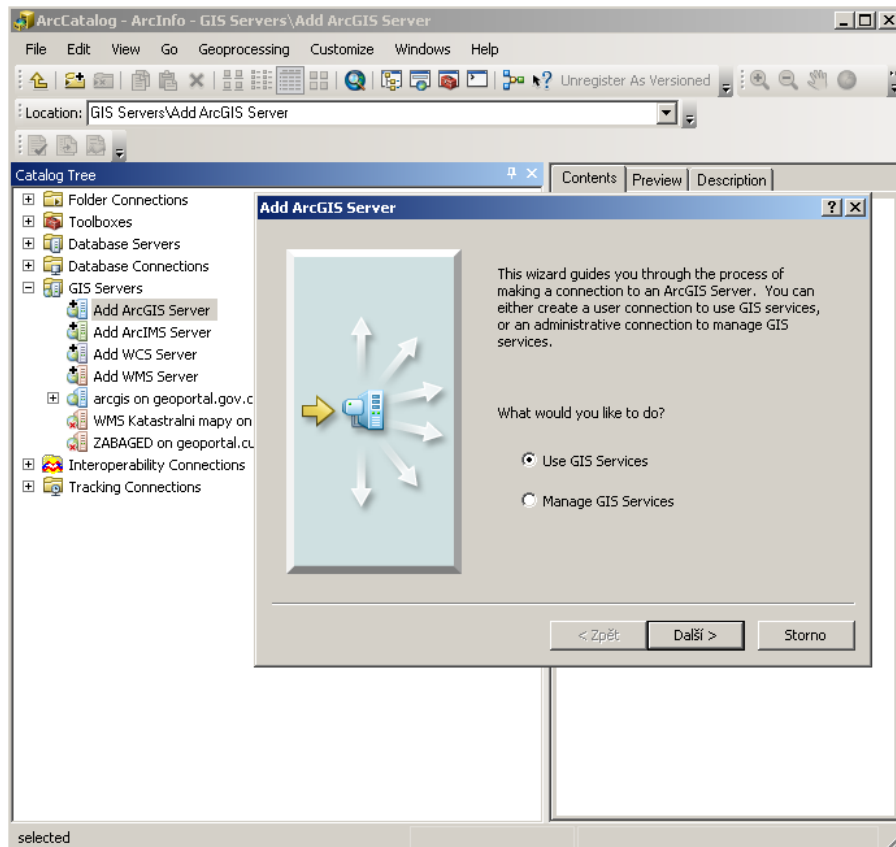 ArcCatalog - ArcInfo - GIS Servers\Add ArcGIS Server
File Edit View Go Geoprocessing Customize Windows Help
Unregister As Versioned
Location: GIS Servers\Add ArcGIS Server
Catalog Tree
Contents Preview Description
Folder Connections
Toolboxes
Database Servers
Database Connections
GIS Servers
Add ArcGIS Server
Add ArcIMS Server
Add WCS Server
Add WMS Server
arcgis on geoportal.gov.c
WMS Katastralni mapy on
ZABAGED on geoportal.cu
Interoperability Connections
Tracking Connections
Add ArcGIS Server
This wizard guides you through the process of
making a connection to an ArcGIS Server. You can
either create a user connection to use GIS services,
or an administrative connection to manage GIS
services.
What would you like to do?
Use GIS Services
Manage GIS Services
< Zpět Další > Storno
selected